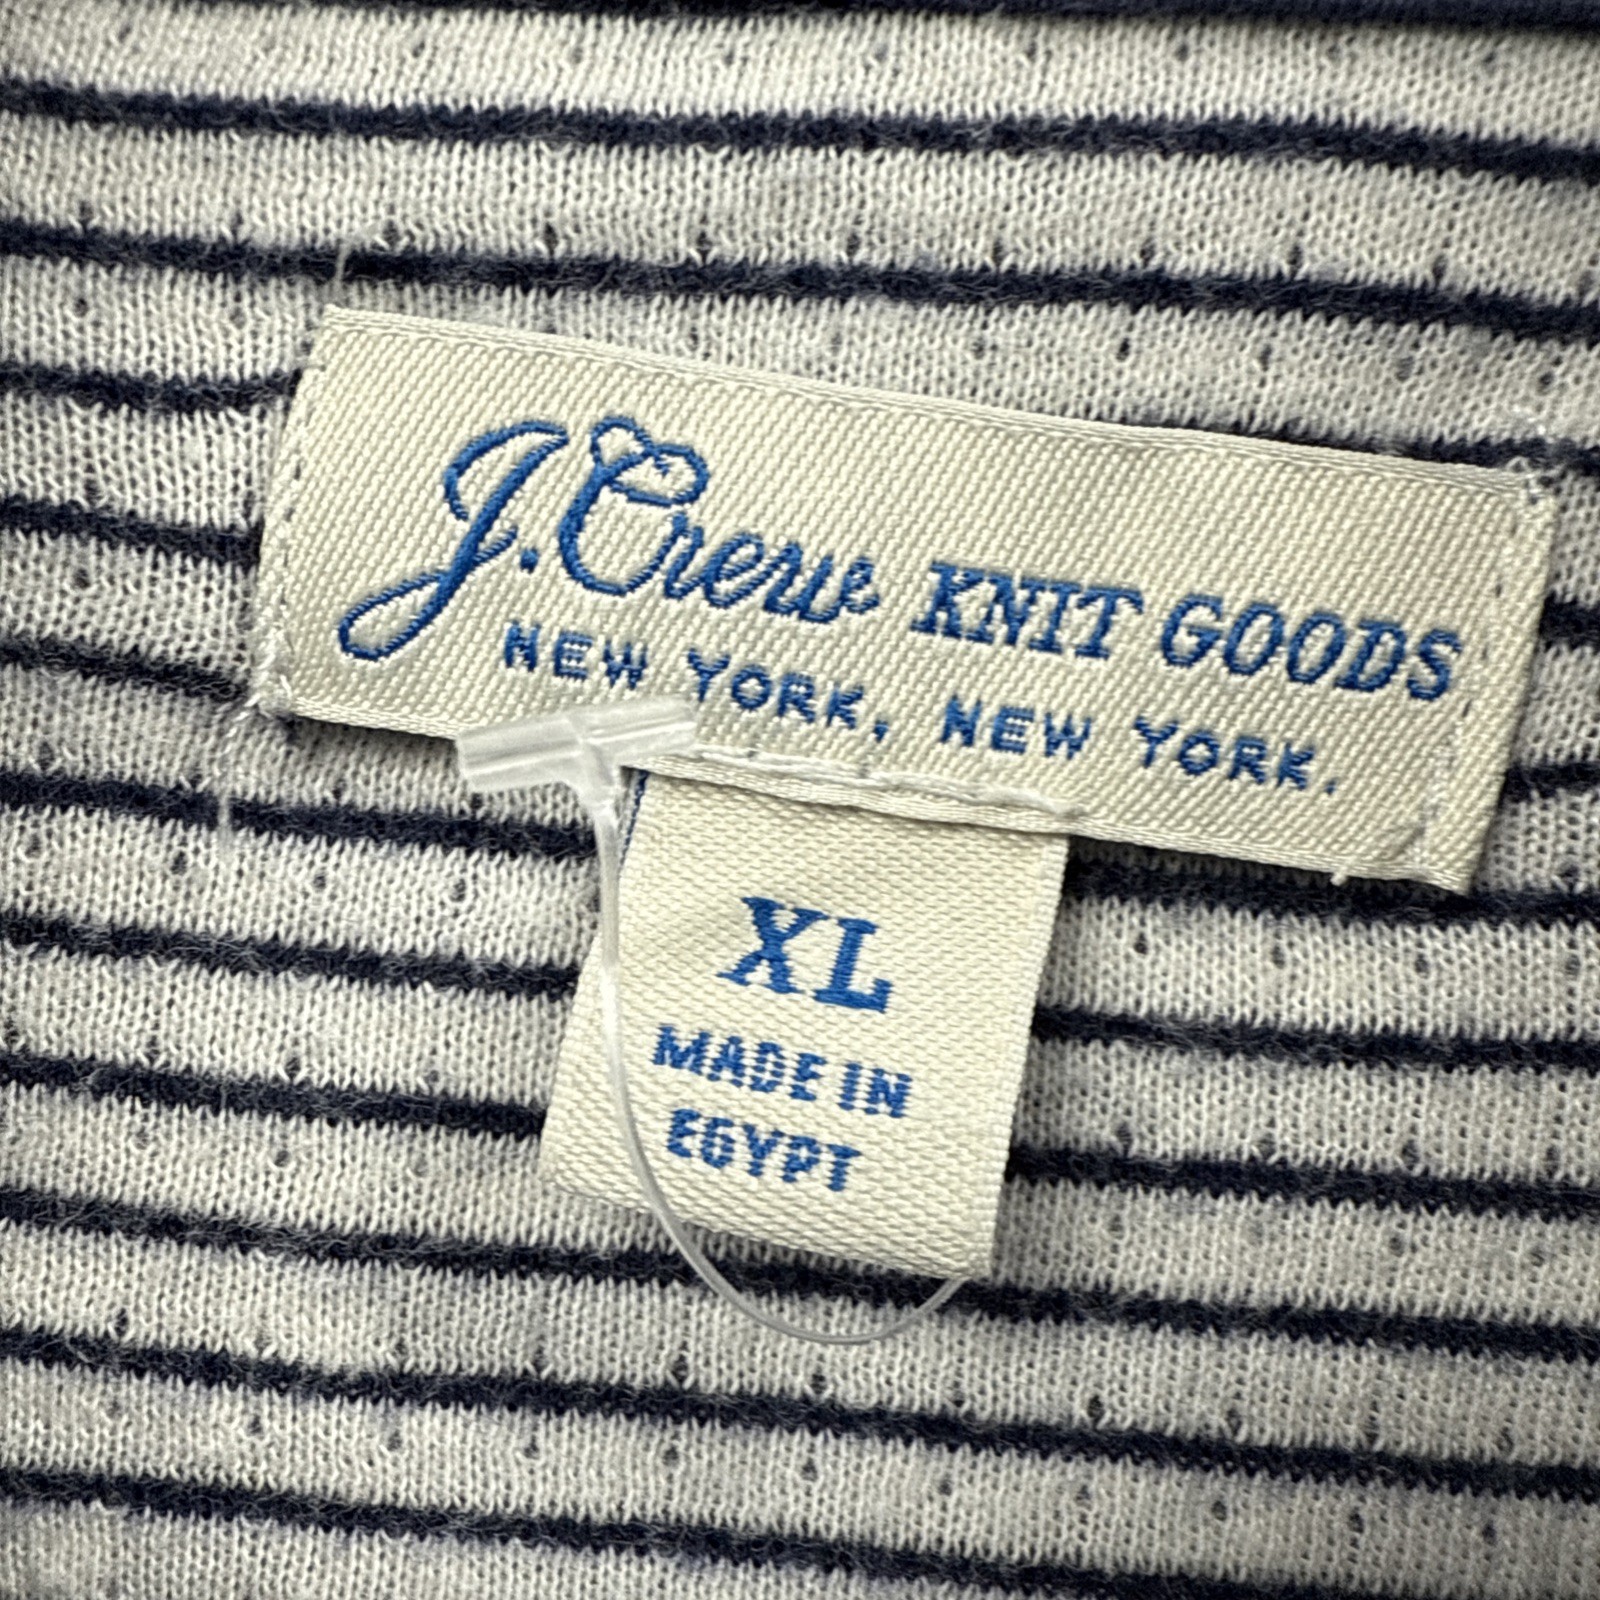 J.Crew KNIT GOODS
NEW YORK, NEW YORK.
XL
MADE IN
EGYPT